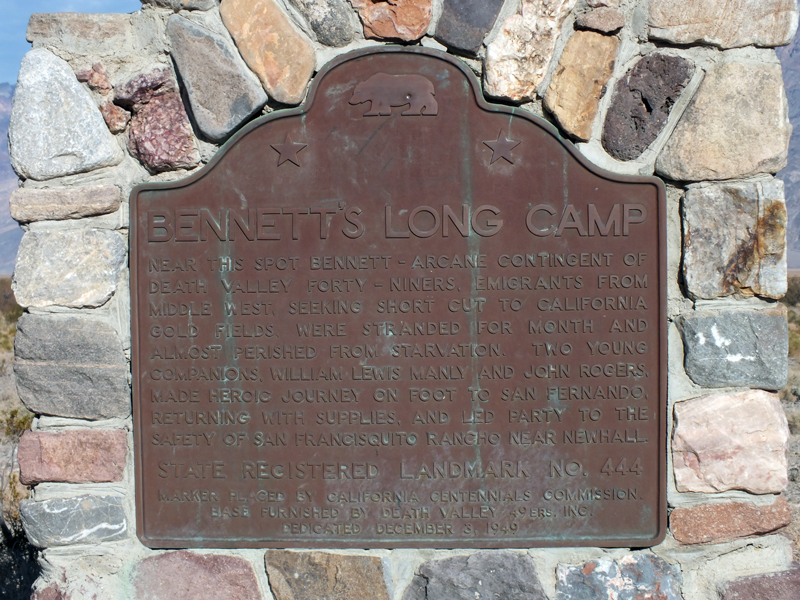 BENNETT'S LONG CAMP
NEAR THIS SPOT BENNETT - ARCANE CONTINGENT OF
DEATH VALLEY FORTY - NINERS, EMIGRANTS FROM
MIDDLE WEST, SEEKING SHORT CUT TO CALIFORNIA
GOLD FIELDS, WERE STRANDED FOR MONTH AND
ALMOST PERISHED FROM STARVATION. TWO YOUNG
COMPANIONS, WILLIAM LEWIS MANLY AND JOHN ROGERS,
MADE HEROIC JOURNEY ON FOOT TO SAN FERNANDO,
RETURNING WITH SUPPLIES, AND LED PARTY TO THE
SAFETY OF SAN FRANCISQUITO RANCHO NEAR NEWHALL.
STATE REGISTERED LANDMARK NO. 444
MARKER PLACED BY CALIFORNIA CENTENNIALS COMMISSION.
BASE FURNISHED BY DEATH VALLEY 49ERS, INC.
DEDICATED DECEMBER 3, 1949